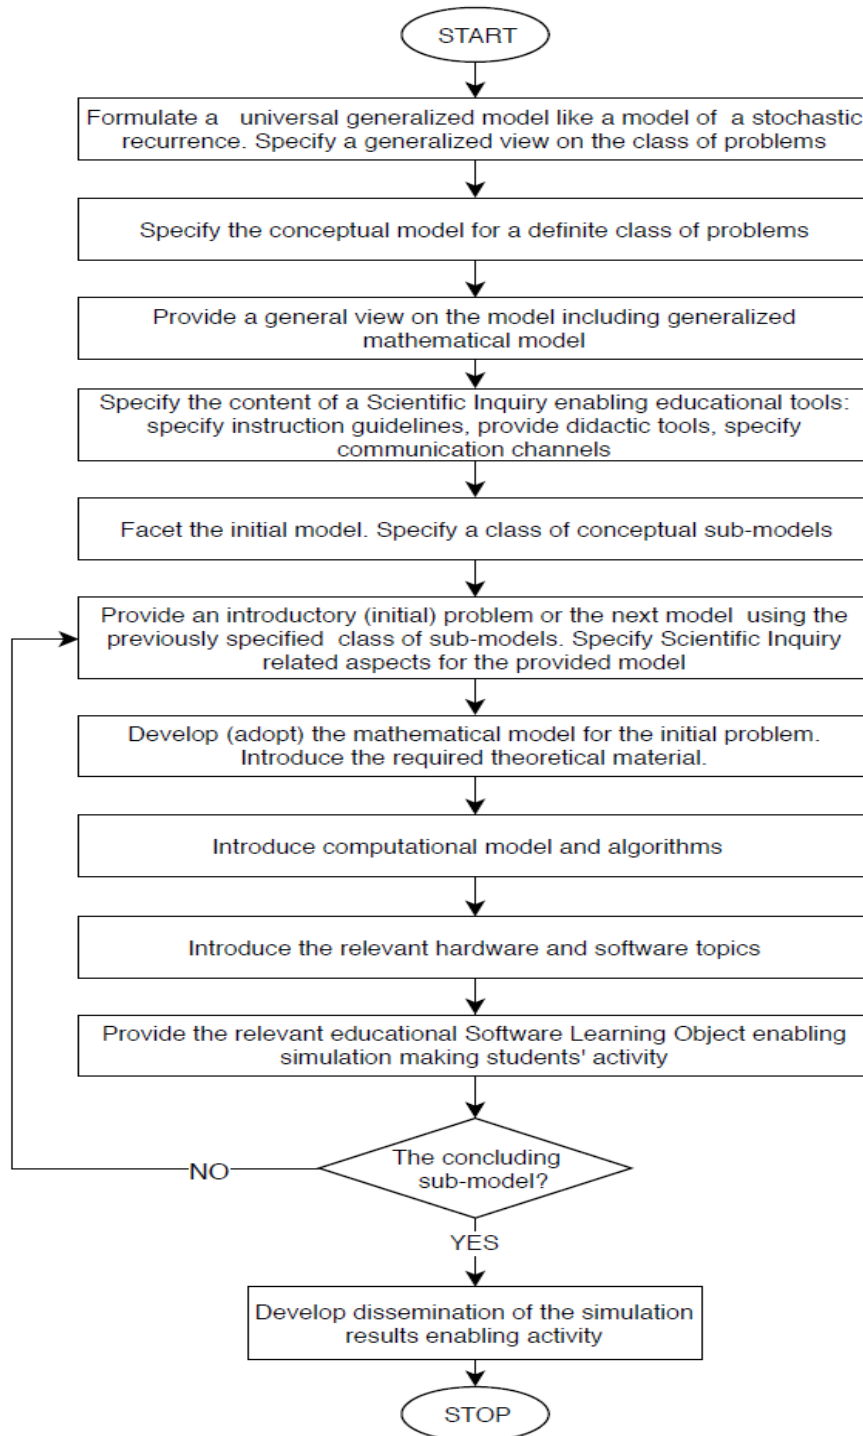 START
Formulate a universal generalized model like a model of a stochastic
recurrence. Specify a generalized view on the class of problems
Specify the conceptual model for a definite class of problems
Provide a general view on the model including generalized
mathematical model
Specify the content of a Scientific Inquiry enabling educational tools:
specify instruction guidelines, provide didactic tools, specify
communication channels
Facet the initial model. Specify a class of conceptual sub-models
Provide an introductory (initial) problem or the next model using the
previously specified class of sub-models. Specify Scientific Inquiry
related aspects for the provided model
Develop (adopt) the mathematical model for the initial problem.
Introduce the required theoretical material.
Introduce computational model and algorithms
Introduce the relevant hardware and software topics
Provide the relevant educational Software Learning Object enabling
simulation making students' activity
The concluding
sub-model?
NO
YES
Develop dissemination of the simulation
results enabling activity
STOP